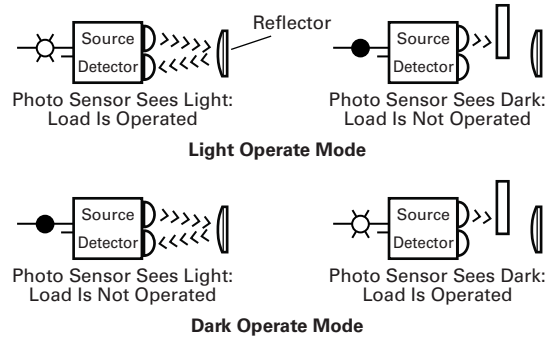 Reflector
Source
Detector
Photo Sensor Sees Light:
Load Is Operated
Source
Detector
Photo Sensor Sees Dark:
Load Is Not Operated
Light Operate Mode
Source
Detector
Photo Sensor Sees Light:
Load Is Not Operated
Source
Detector
Photo Sensor Sees Dark:
Load Is Operated
Dark Operate Mode